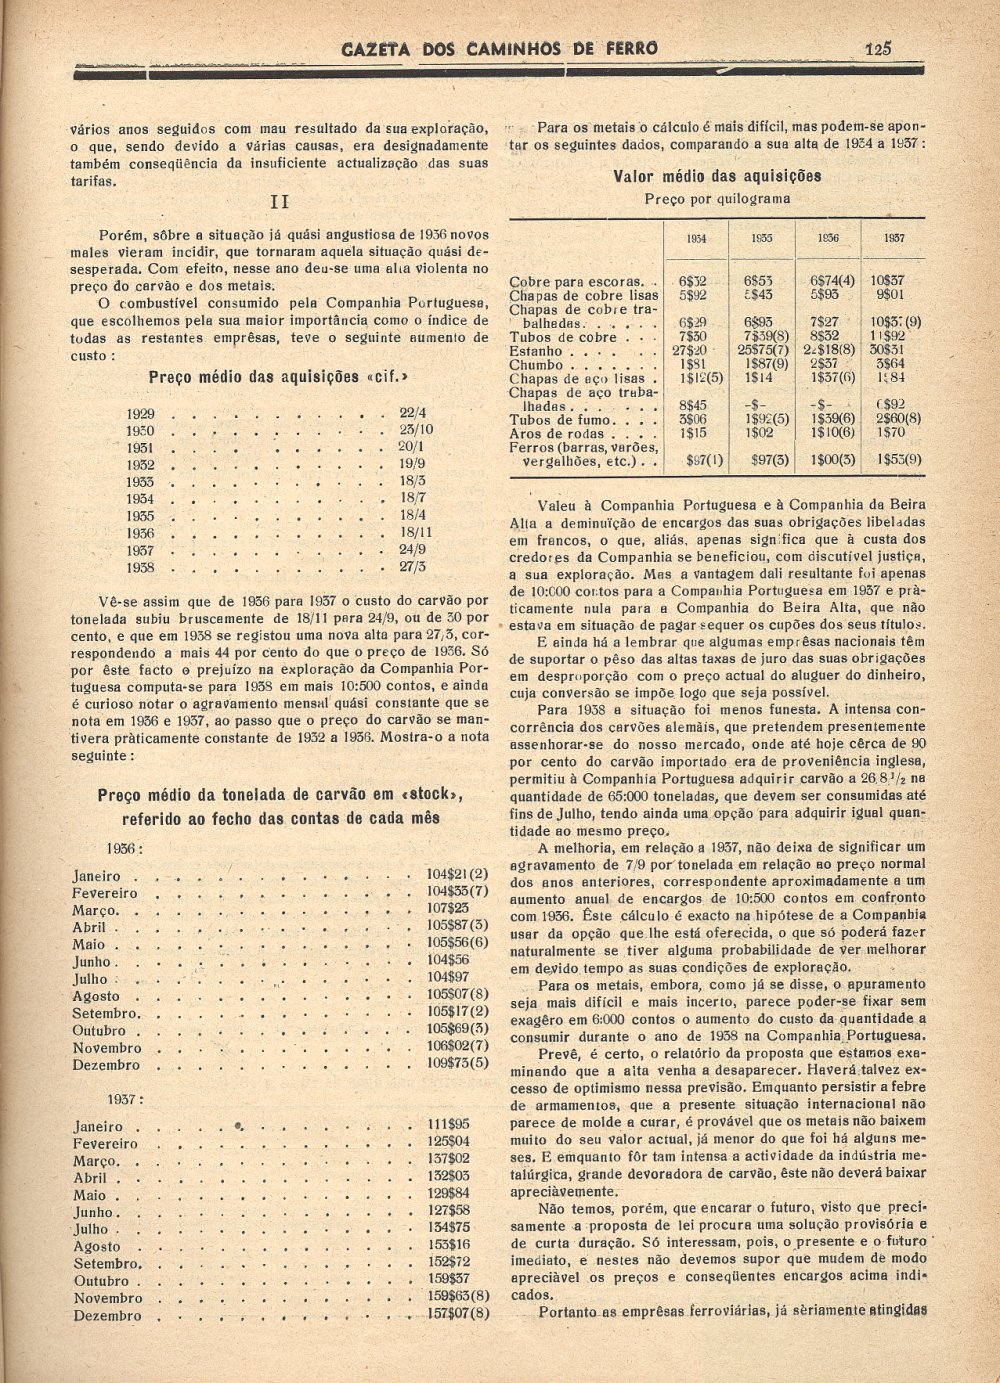 GAZETA DOS CAMINHOS DE FERRO 125
vários anos seguidos com mau resultado da sua exploração,
o que, sendo devido a várias causas, era designadamente
também conseqüência da insuficiente actualização das suas
tarifas.
II
Porém, sôbre a situação já quási angustiosa de 1936 novos
males vieram incidir, que tornaram aquela situação quási de-
sesperada. Com efeito, nesse ano deu-se uma alta violenta no
preço do carvão e dos metais.
O combustível consumido pela Companhia Portuguesa,
que escolhemos pela sua maior importância como o índice de
todas as restantes emprêsas, teve o seguinte aumento de
custo :
Preço médio das aquisições «cif.»
1929 . . . . . . . . . . . 22/4
1930 . . . . . . . . . . . 23/10
1931 . . . . . . . . . . . 20/1
1932 . . . . . . . . . . . 19/9
1933 . . . . . . . . . . . 18/3
1934 . . . . . . . . . . . 18/7
1935 . . . . . . . . . . . 18/4
1936 . . . . . . . . . . . 18/11
1937 . . . . . . . . . . . 24/9
1938 . . . . . . . . . . . 27/3
Vê-se assim que de 1936 para 1937 o custo do carvão por
tonelada subiu bruscamente de 18/11 para 24/9, ou de 30 por
cento, e que em 1938 se registou uma nova alta para 27/3, cor-
respondendo a mais 44 por cento do que o preço de 1936. Só
por êste facto o prejuízo na exploração da Companhia Por-
tuguesa computa-se para 1938 em mais 10:500 contos, e ainda
é curioso notar o agravamento mensal quási constante que se
nota em 1936 e 1937, ao passo que o preço do carvão se man-
tivera pràticamente constante de 1932 a 1936. Mostra-o a nota
seguinte :
Preço médio da tonelada de carvão em «stock»,
referido ao fecho das contas de cada mês
1936 :
Janeiro . . . . . . . . . . . . . 104$21(2)
Fevereiro . . . . . . . . . . . . 104$33(7)
Março. . . . . . . . . . . . . . 107$23
Abril . . . . . . . . . . . . . . 105$87(3)
Maio . . . . . . . . . . . . . . 105$56(6)
Junho . . . . . . . . . . . . . . 104$56
Julho . . . . . . . . . . . . . . 104$97
Agosto . . . . . . . . . . . . . 105$07(8)
Setembro. . . . . . . . . . . . . 105$17(2)
Outubro . . . . . . . . . . . . . 105$69(3)
Novembro . . . . . . . . . . . . 106$02(7)
Dezembro . . . . . . . . . . . . 109$73(5)
1937 :
Janeiro . . . . . . . . . . . . . 111$95
Fevereiro . . . . . . . . . . . . 125$04
Março. . . . . . . . . . . . . . 137$02
Abril . . . . . . . . . . . . . . 132$03
Maio . . . . . . . . . . . . . . 129$84
Junho. . . . . . . . . . . . . . 127$58
Julho . . . . . . . . . . . . . . 134$75
Agosto . . . . . . . . . . . . . 153$16
Setembro. . . . . . . . . . . . . 152$72
Outubro . . . . . . . . . . . . . 159$37
Novembro . . . . . . . . . . . . 159$63(8)
Dezembro . . . . . . . . . . . . 157$07(8)
Para os metais o cálculo é mais difícil, mas podem-se apon-
tar os seguintes dados, comparando a sua alta de 1934 a 1937 :
Valor médio das aquisições
Preço por quilograma
1934 1935 1936 1937
Cobre para escoras. . 6$32 6$53 6$74(4) 10$37
Chapas de cobre lisas 5$92 5$43 5$93 9$01
Chapas de cobre tra-
balhadas. . . . . . 6$29 6$93 7$27 (9)
Tubos de cobre . . . 7$30 7$39(8) 8$32 11$92
Estanho . . . . . . 27$20 25$75(7) $18(8) 30$31
Chumbo . . . . . . 1$81 1$87(9) 2$37 3$64
Chapas de aço lisas . 1$12(5) 1$14 1$37(6) 1$84
Chapas de aço traba-
lhadas . . . . . . 8$45 -$- -$- $92
Tubos de fumo. . . . 3$06 1$92(5) 1$39(6) 2$60(8)
Aros de rodas . . . . 1$15 1$02 1$10(6) 1$70
Ferros (barras, varões,
vergalhões, etc.) . . $97(1) $97(3) 1$00(3) 1$53(9)
Valeu à Companhia Portuguesa e à Companhia da Beira
Alta a deminuïção de encargos das suas obrigações libeladas
em francos, o que, aliás, apenas significa que à custa dos
credores da Companhia se beneficiou, com discutível justiça,
a sua exploração. Mas a vantagem dali resultante foi apenas
de 10:000 contos para a Companhia Portuguesa em 1937 e prà-
ticamente nula para a Companhia do Beira Alta, que não
estava em situação de pagar sequer os cupões dos seus títulos.
E ainda há a lembrar que algumas emprêsas nacionais têm
de suportar o pêso das altas taxas de juro das suas obrigações
em desproporção com o preço actual do aluguer do dinheiro,
cuja conversão se impõe logo que seja possível.
Para 1938 a situação foi menos funesta. A intensa con-
corrência dos carvões alemãis, que pretendem presentemente
assenhorar-se do nosso mercado, onde até hoje cêrca de 90
por cento do carvão importado era de proveniência inglesa,
permitiu à Companhia Portuguesa adquirir carvão a 26,8 1/2 na
quantidade de 65:000 toneladas, que devem ser consumidas até
fins de Julho, tendo ainda uma opção para adquirir igual quan-
tidade ao mesmo preço.
A melhoria, em relação a 1937, não deixa de significar um
agravamento de 7/9 por tonelada em relação ao preço normal
dos anos anteriores, correspondente aproximadamente a um
aumento anual de encargos de 10:500 contos em confronto
com 1936. Êste cálculo é exacto na hipótese de a Companhia
usar da opção que lhe está oferecida, o que só poderá fazer
naturalmente se tiver alguma probabilidade de ver melhorar
em devido tempo as suas condições de exploração.
Para os metais, embora, como já se disse, o apuramento
seja mais difícil e mais incerto, parece poder-se fixar sem
exagêro em 6:000 contos o aumento do custo da quantidade a
consumir durante o ano de 1938 na Companhia Portuguesa.
Prevê, é certo, o relatório da proposta que estamos exa-
minando que a alta venha a desaparecer. Haverá talvez ex-
cesso de optimismo nessa previsão. Emquanto persistir a febre
de armamentos, que a presente situação internacional não
parece de molde a curar, é provável que os metais não baixem
muito do seu valor actual, já menor do que foi há alguns me-
ses. E emquanto fôr tam intensa a actividade da indústria me-
talúrgica, grande devoradora de carvão, êste não deverá baixar
apreciàvemente.
Não temos, porém, que encarar o futuro, visto que preci-
samente a proposta de lei procura uma solução provisória e
de curta duração. Só interessam, pois, o presente e o futuro
imediato, e nestes não devemos supor que mudem de modo
apreciàvel os preços e conseqüentes encargos acima indi-
cados.
Portanto as emprêsas ferroviárias, já sèriamente atingidas